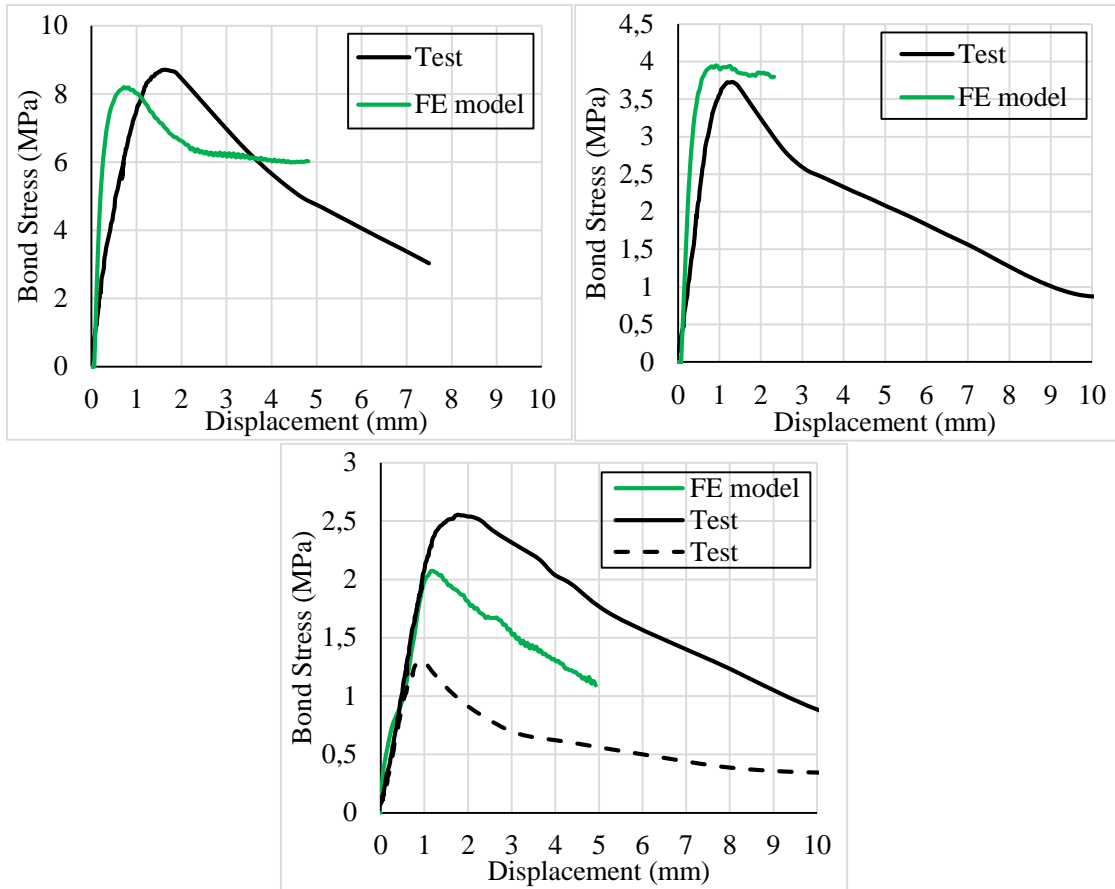 10
8
6
4
2
0
Bond Stress (MPa)
Test
FE model
0 1 2 3 4 5 6 7 8 9 10
Displacement (mm)
4,5
4
3,5
3
2,5
2
1,5
1
0,5
0
Bond Stress (MPa)
Test
FE model
0 1 2 3 4 5 6 7 8 9 10
Displacement (mm)
3
2,5
2
1,5
1
0,5
0
Bond Stress (MPa)
FE model
Test
Test
0 1 2 3 4 5 6 7 8 9 10
Displacement (mm)